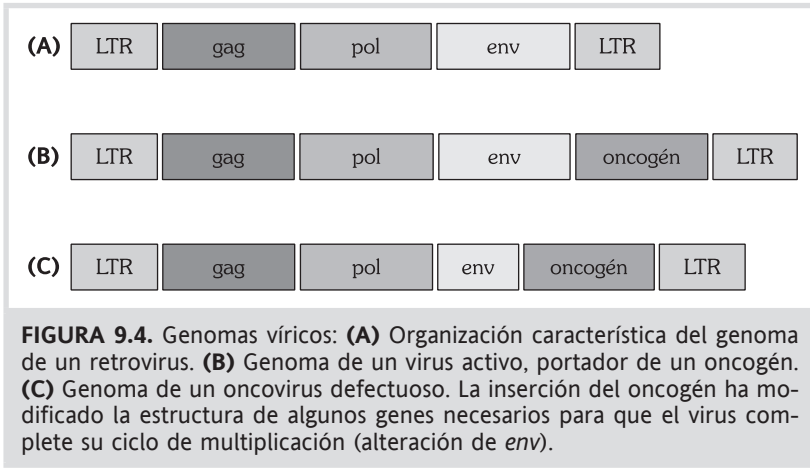 (A) LTR gag pol env LTR
(B) LTR gag pol env oncogén LTR
(C) LTR gag pol env oncogén LTR
FIGURA 9.4. Genomas víricos: (A) Organización característica del genoma
de un retrovirus. (B) Genoma de un virus activo, portador de un oncogén.
(C) Genoma de un oncovirus defectuoso. La inserción del oncogén ha mo-
dificado la estructura de algunos genes necesarios para que el virus com-
plete su ciclo de multiplicación (alteración de env).